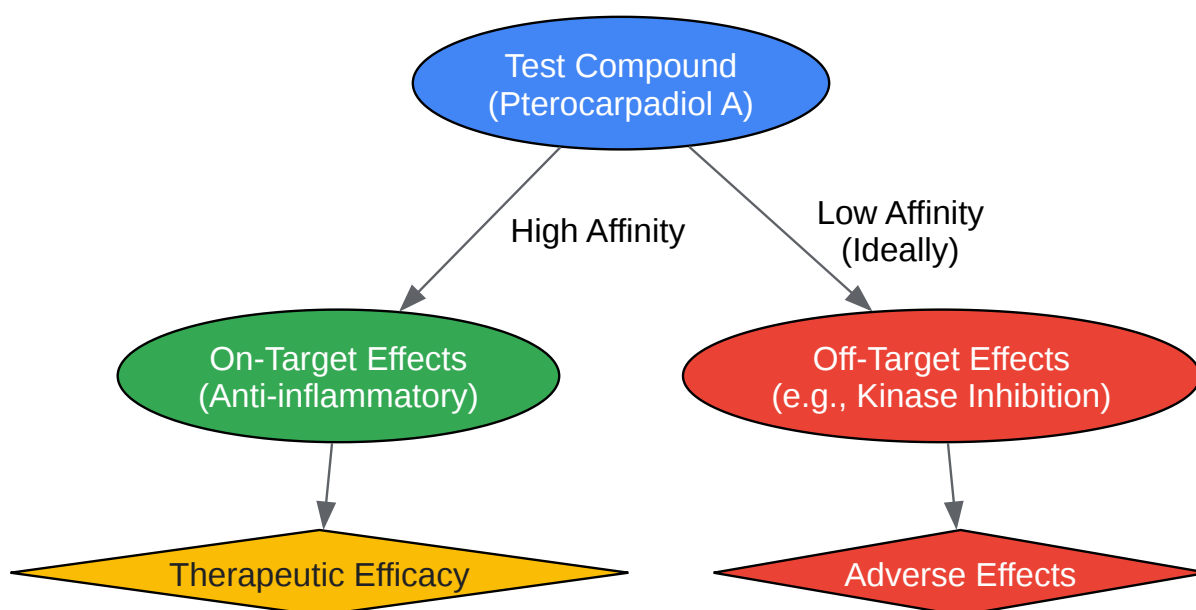 Test Compound
(Pterocarpadiol A)
High Affinity
Low Affinity
(Ideally)
On-Target Effects
(Anti-inflammatory)
Off-Target Effects
(e.g., Kinase Inhibition)
Therapeutic Efficacy
Adverse Effects